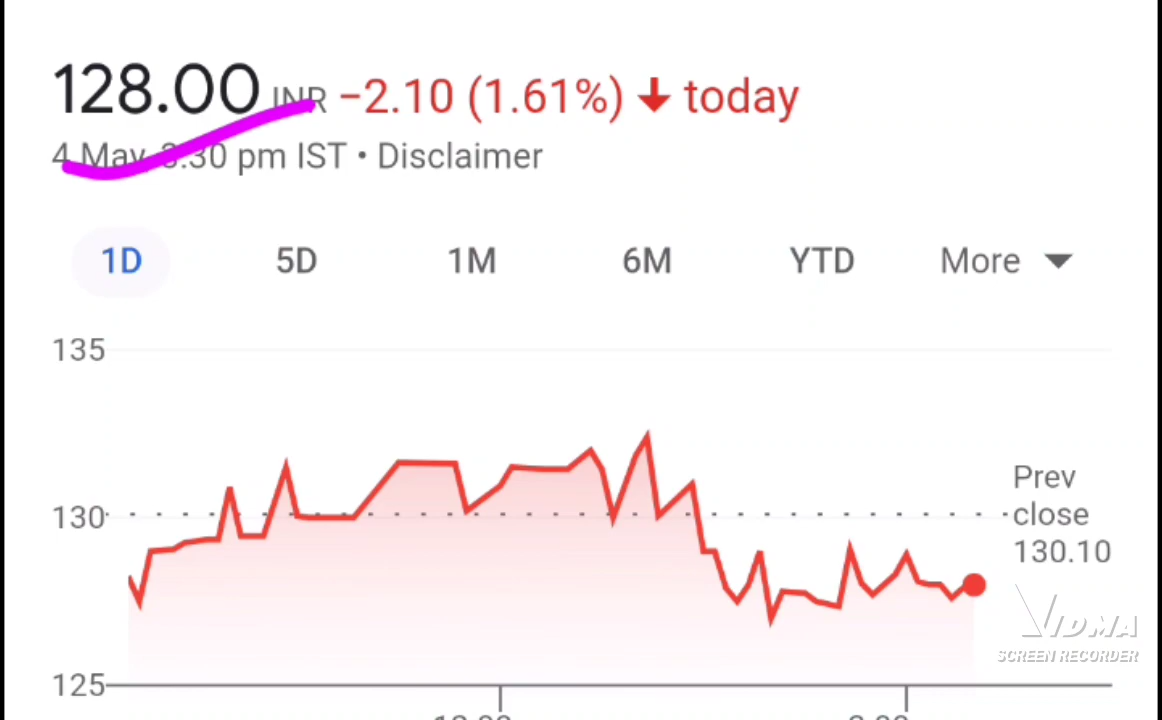 128.00 INR −2.10 (1.61%) ↓ today
4 May, 3:30 pm IST • Disclaimer
1D 5D 1M 6M YTD More
135
130
Prev
close
130.10
VIDMA
SCREEN RECORDER
125